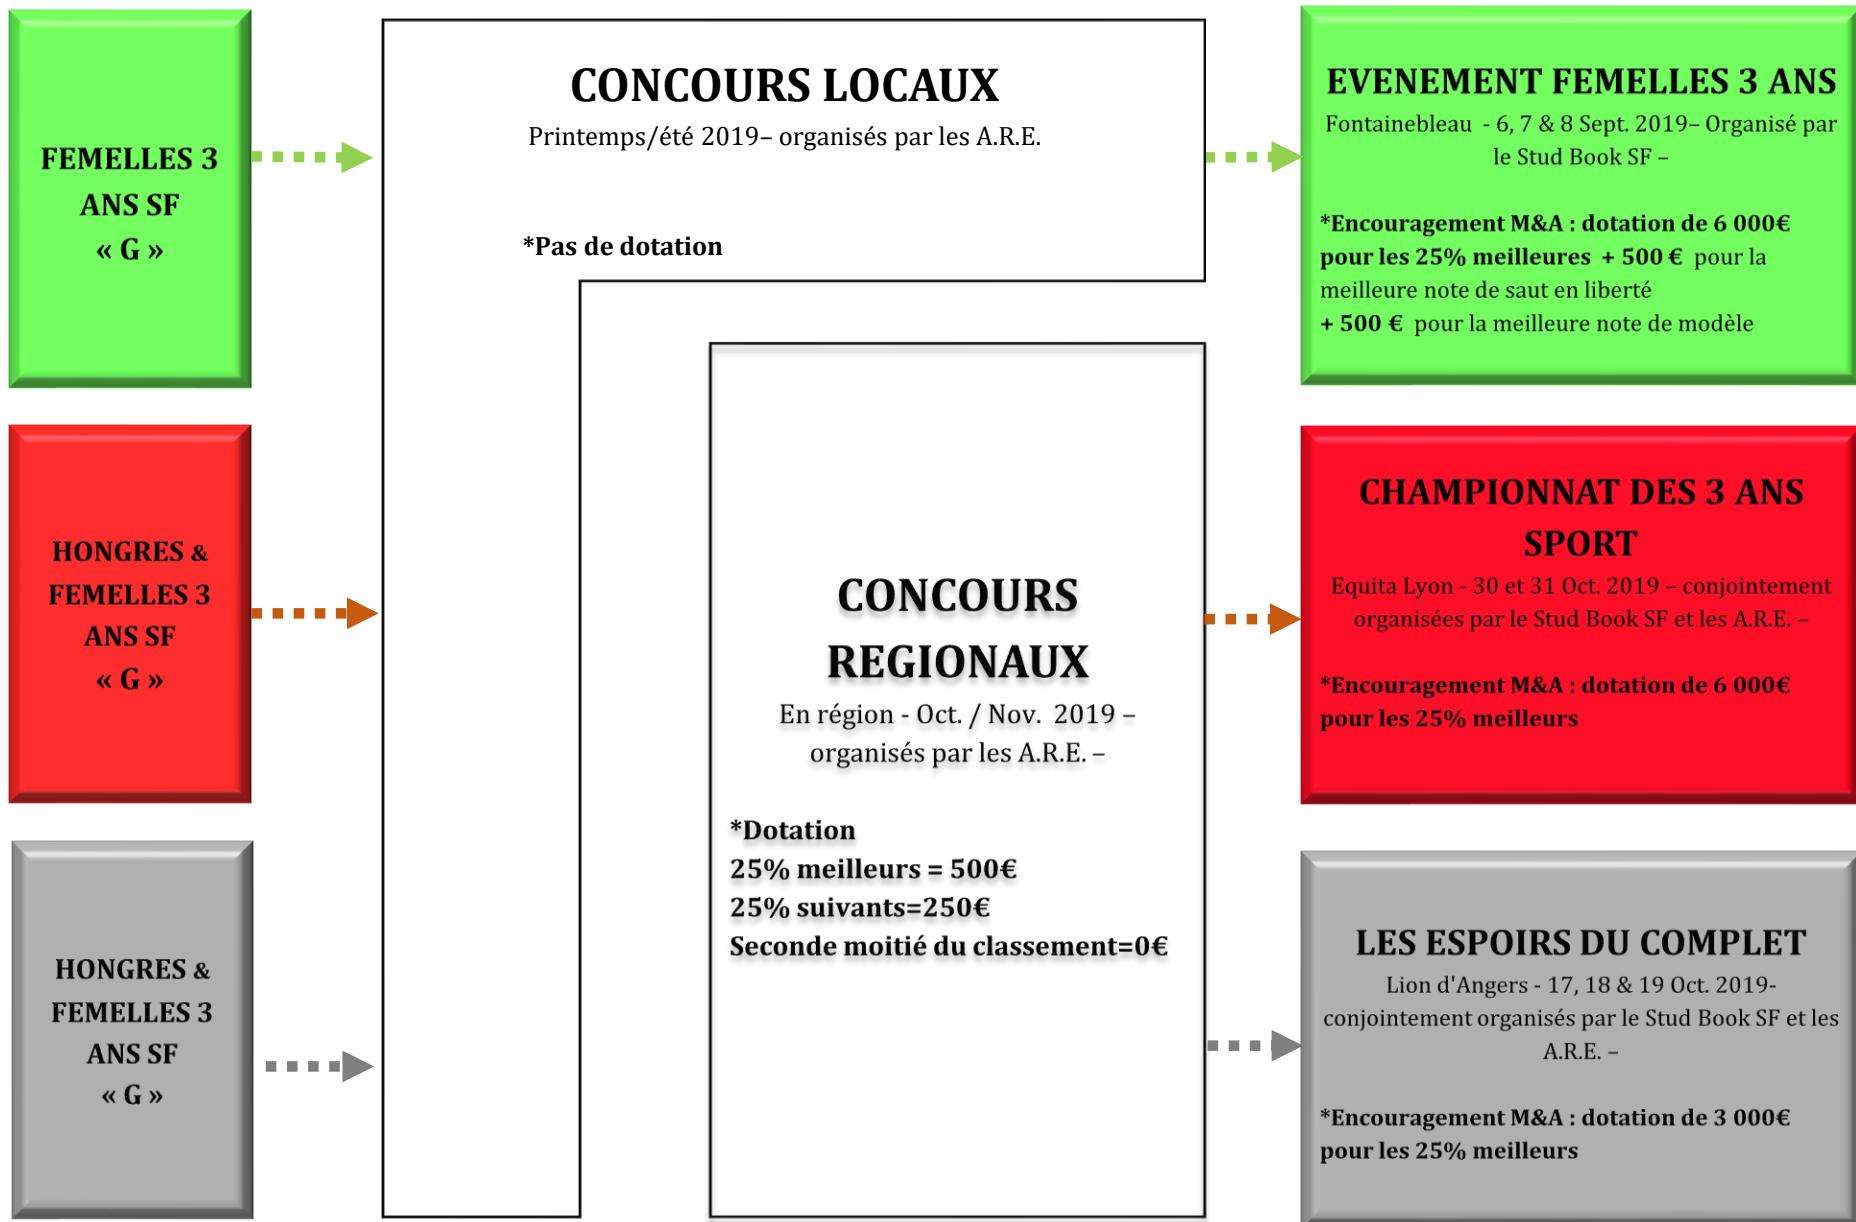 FEMELLES 3
ANS SF
« G »
CONCOURS LOCAUX
Printemps/été 2019– organisés par les A.R.E.
*Pas de dotation
EVENEMENT FEMELLES 3 ANS
Fontainebleau - 6, 7 & 8 Sept. 2019– Organisé par
le Stud Book SF –
*Encouragement M&A : dotation de 6 000€
pour les 25% meilleures + 500 € pour la
meilleure note de saut en liberté
+ 500 € pour la meilleure note de modèle
HONGRES &
FEMELLES 3
ANS SF
« G »
CONCOURS
REGIONAUX
En région - Oct. / Nov. 2019 –
organisés par les A.R.E. –
*Dotation
25% meilleurs = 500€
25% suivants=250€
Seconde moitié du classement=0€
CHAMPIONNAT DES 3 ANS
SPORT
Equita Lyon - 30 et 31 Oct. 2019 – conjointement
organisées par le Stud Book SF et les A.R.E. –
*Encouragement M&A : dotation de 6 000€
pour les 25% meilleurs
HONGRES &
FEMELLES 3
ANS SF
« G »
LES ESPOIRS DU COMPLET
Lion d'Angers - 17, 18 & 19 Oct. 2019-
conjointement organisés par le Stud Book SF et les
A.R.E. –
*Encouragement M&A : dotation de 3 000€
pour les 25% meilleurs